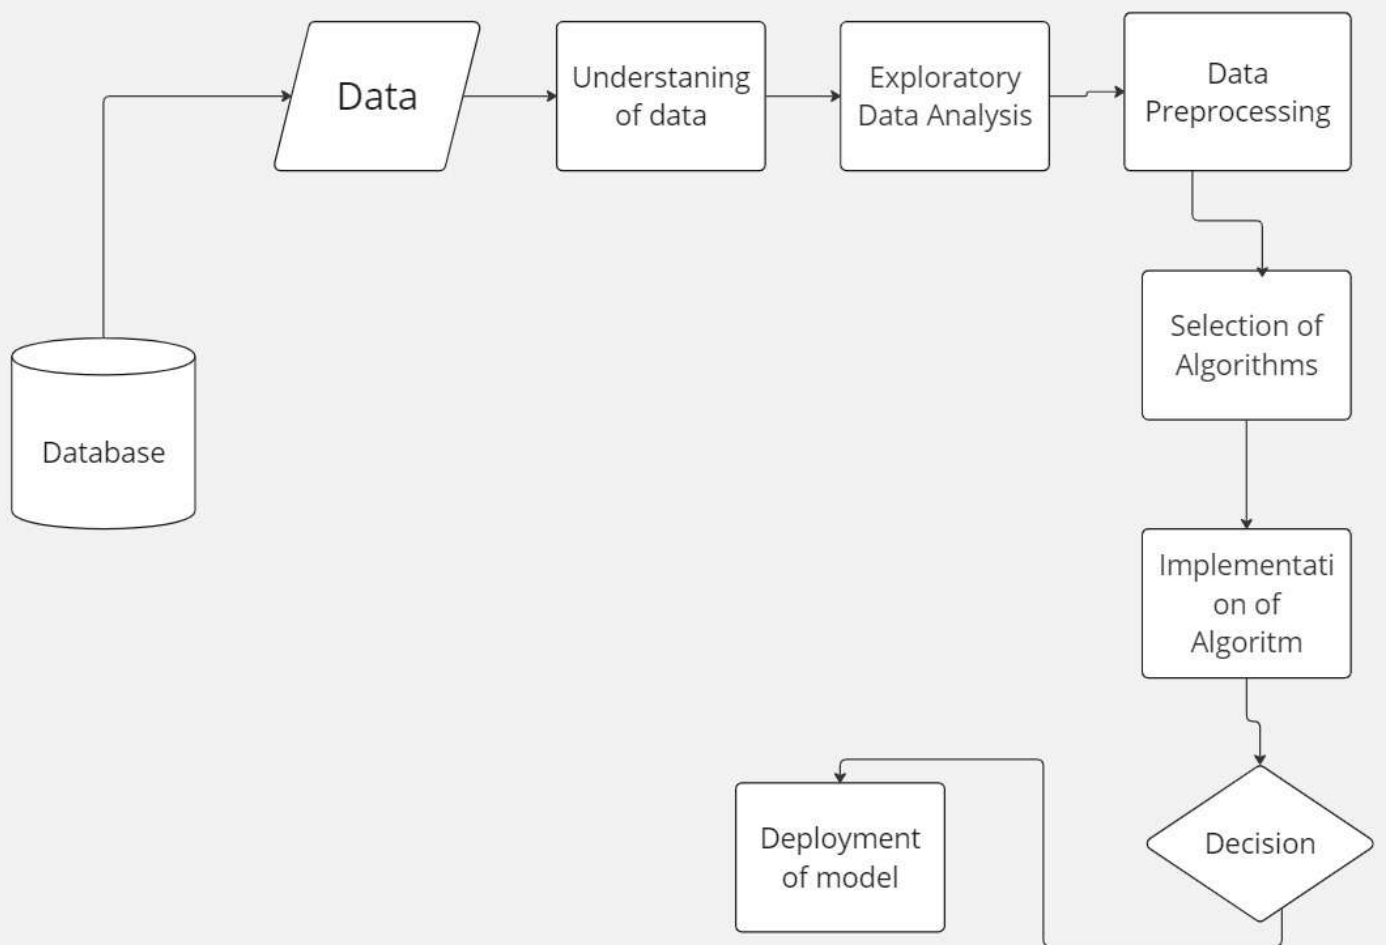 Data
Understaning
of data
Exploratory
Data Analysis
Data
Preprocessing
Selection of
Algorithms
Database
Implementati
on of
Algoritm
Decision
Deployment
of model